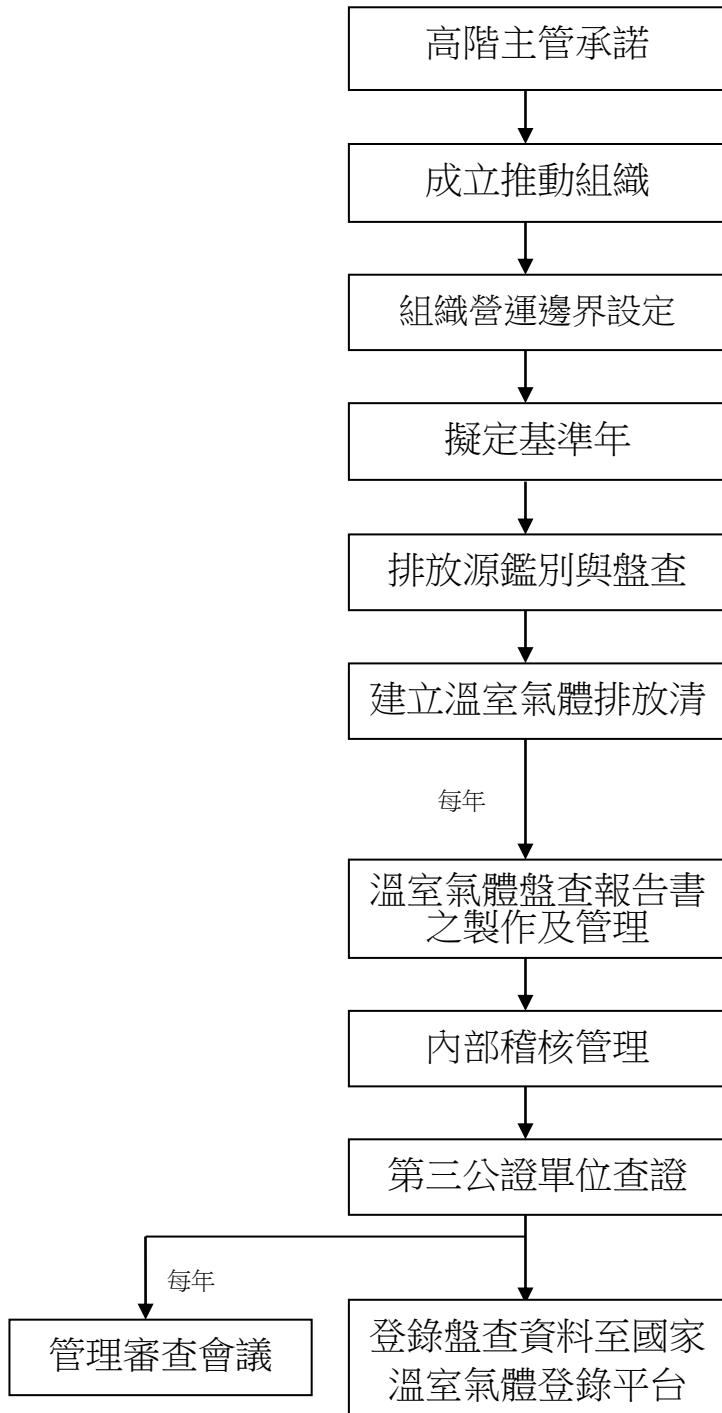 高階主管承諾
成立推動組織
組織營運邊界設定
擬定基準年
排放源鑑別與盤查
建立溫室氣體排放清
每年
溫室氣體盤查報告書
之製作及管理
內部稽核管理
第三公證單位查證
每年
管理審查會議
登錄盤查資料至國家
溫室氣體登錄平台